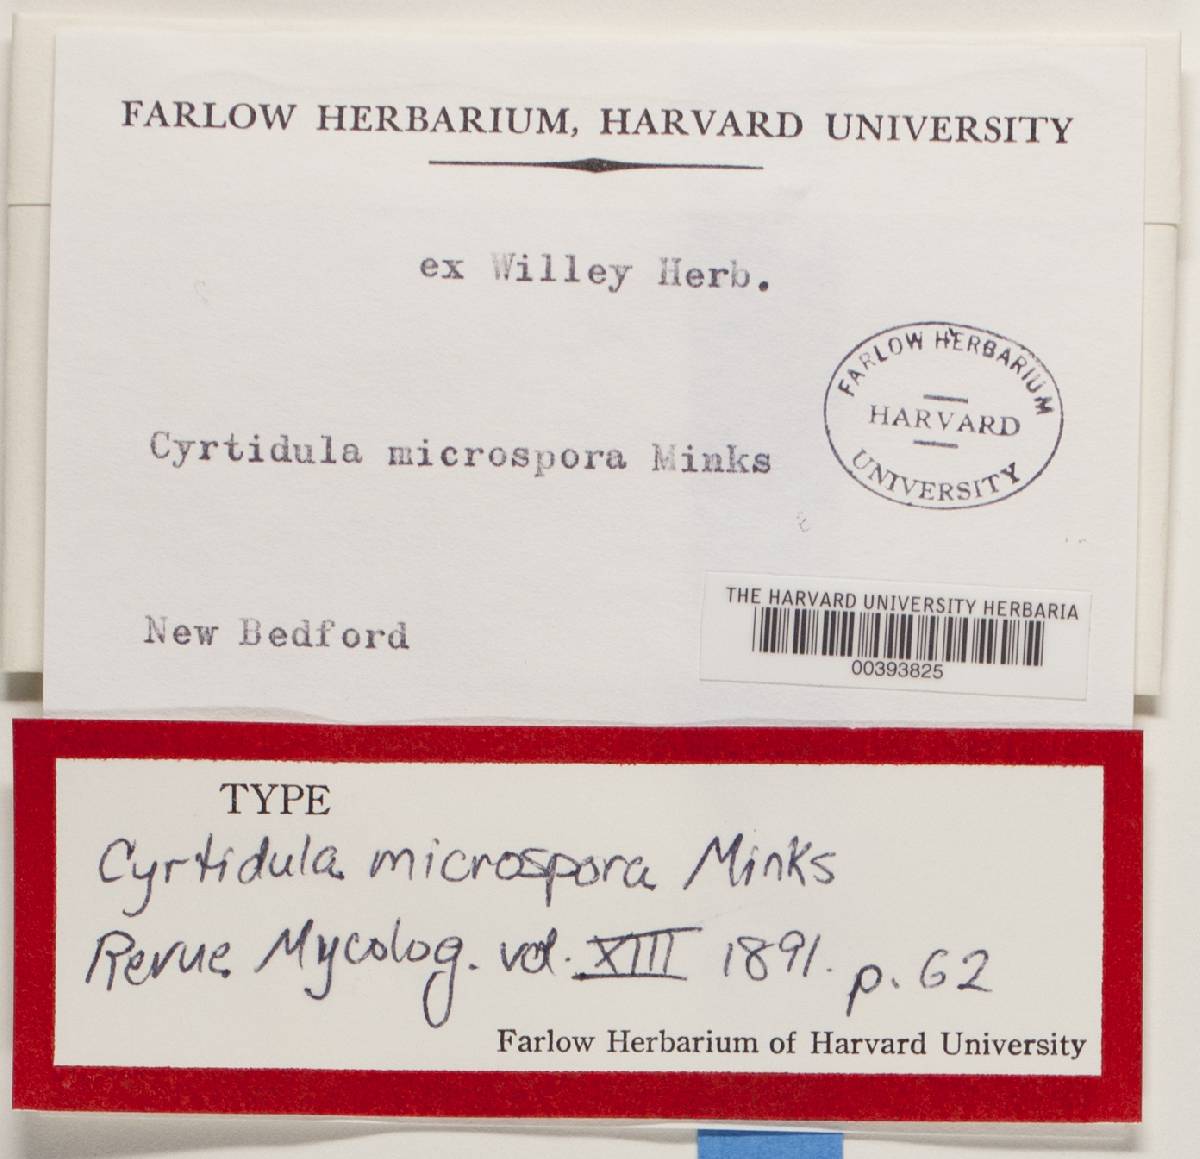 FARLOW HERBARIUM, HARVARD UNIVERSITY
ex Willey Herb.
FARLOW HERBARIUM
HARVARD
UNIVERSITY
Cyrtidula microspora Minks
THE HARVARD UNIVERSITY HERBARIA
00393825
New Bedford
TYPE
Cyrtidula microspora Minks
Revue Mycolog. vol. XIII 1891. p. 62
Farlow Herbarium of Harvard University